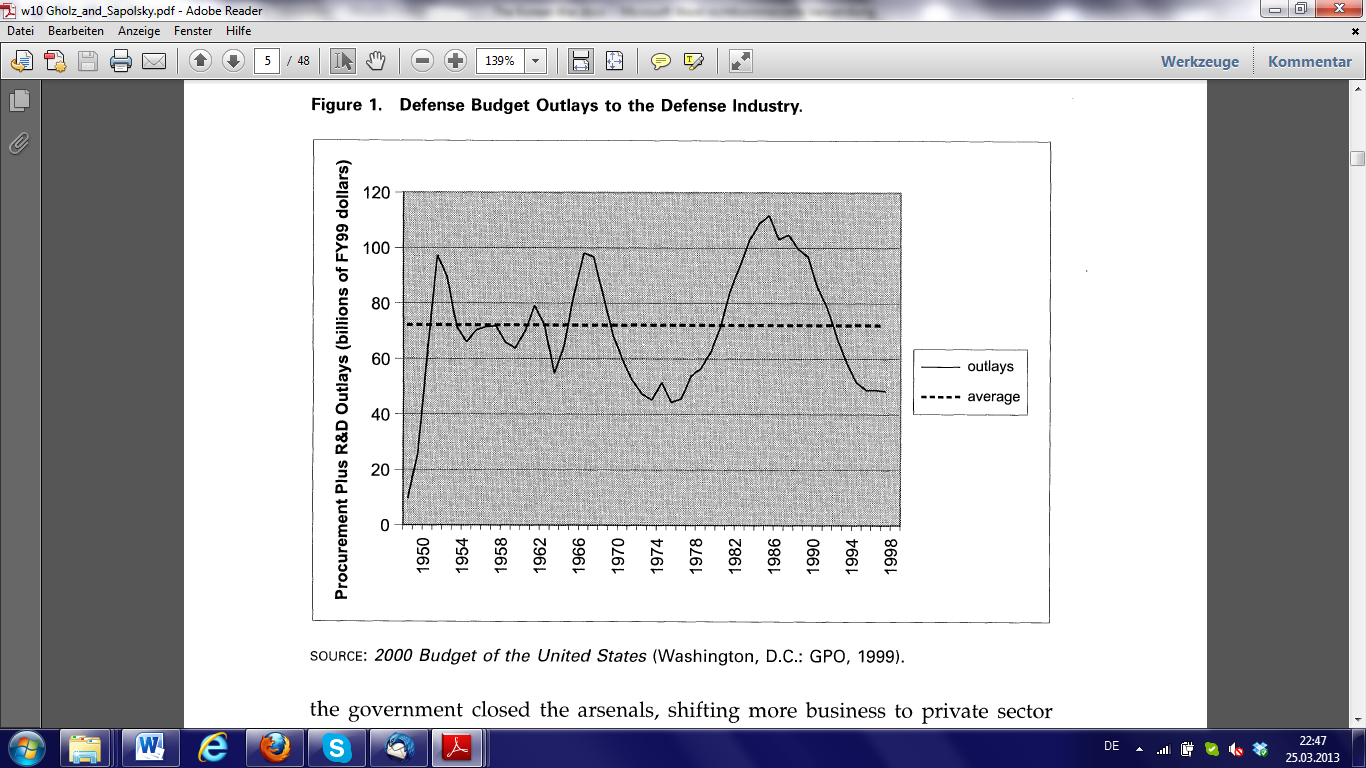 w10 Gholz_and_Sapolsky.pdf - Adobe Reader
Datei Bearbeiten Anzeige Fenster Hilfe
5 / 48 139% Werkzeuge Kommentar
Figure 1. Defense Budget Outlays to the Defense Industry.
Procurement Plus R&D Outlays (billions of FY99 dollars)
120
100
80
60
40
20
0
1950 1954 1958 1962 1966 1970 1974 1978 1982 1986 1990 1994 1998
outlays
average
SOURCE: 2000 Budget of the United States (Washington, D.C.: GPO, 1999).
the government closed the arsenals, shifting more business to private sector
DE 22:47
25.03.2013